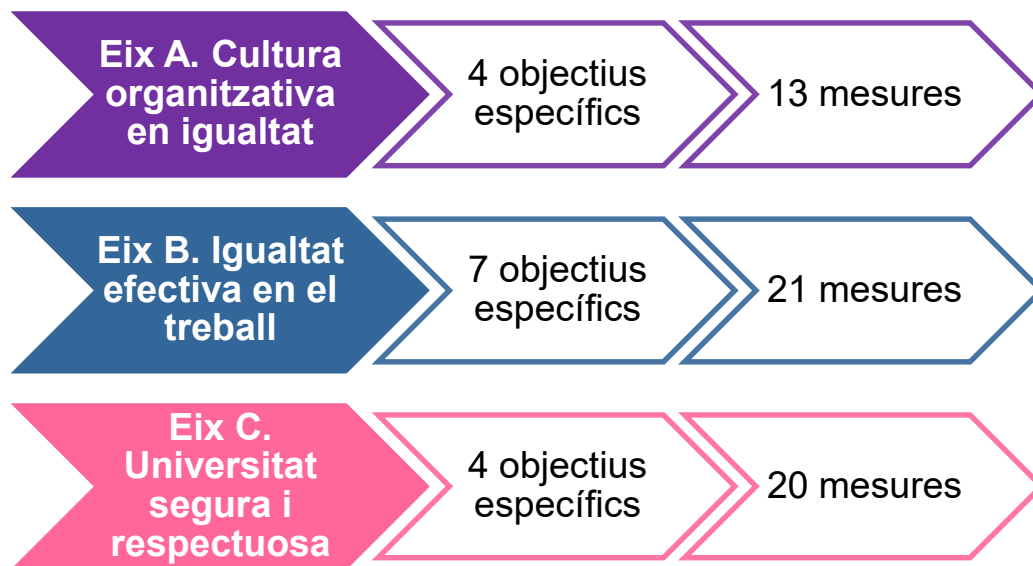 Eix A. Cultura
organitzativa
en igualtat
4 objectius
específics
13 mesures
Eix B. Igualtat
efectiva en el
treball
7 objectius
específics
21 mesures
Eix C.
Universitat
segura i
respectuosa
4 objectius
específics
20 mesures